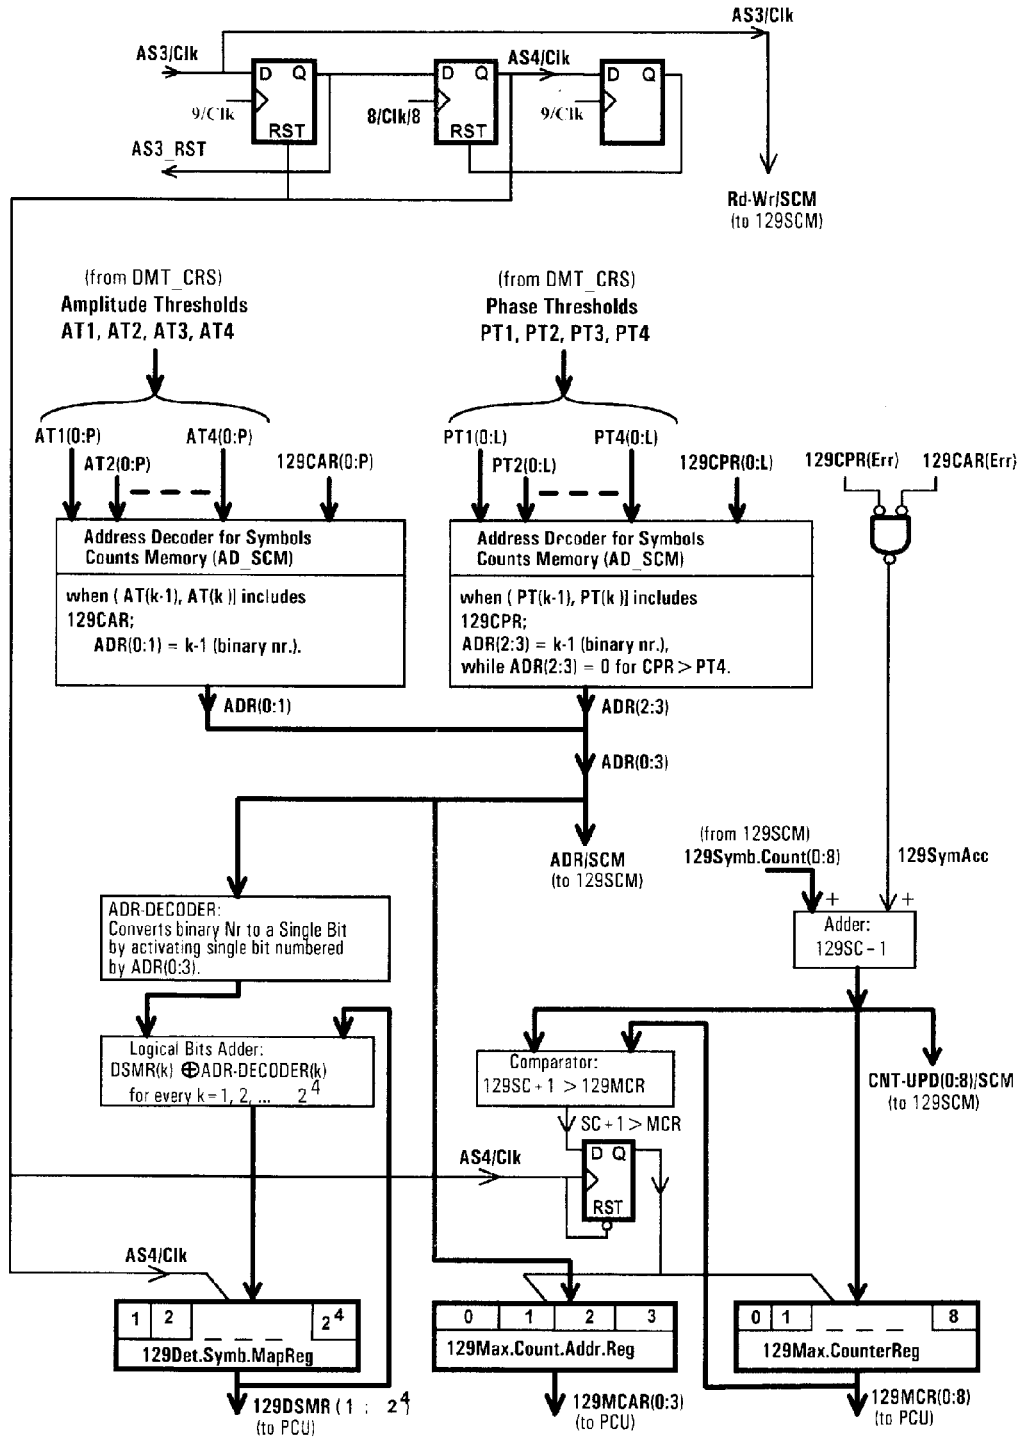 AS3/Clk
AS3/Clk
AS4/Clk
D Q
D Q
D Q
9/Clk
8/Clk/8
9/Clk
RST
RST
AS3_RST
Rd-Wr/SCM
(to 129SCM)
(from DMT_CRS)
Amplitude Thresholds
AT1, AT2, AT3, AT4
(from DMT_CRS)
Phase Thresholds
PT1, PT2, PT3, PT4
AT1(0:P)
AT4(0:P)
AT2(0:P)
129CAR(0:P)
PT1(0:L)
PT4(0:L)
PT2(0:L)
129CPR(0:L)
129CPR(Err)
129CAR(Err)
Address Decoder for Symbols
Counts Memory (AD_SCM)
when ( AT(k-1), AT(k )] includes
129CAR;
ADR(0:1) = k-1 (binary nr.).
Address Decoder for Symbols
Counts Memory (AD_SCM)
when ( PT(k-1), PT(k )] includes
129CPR;
ADR(2:3) = k-1 (binary nr.),
while ADR(2:3) = 0 for CPR > PT4.
ADR(0:1)
ADR(2:3)
ADR(0:3)
ADR/SCM
(to 129SCM)
(from 129SCM)
129Symb.Count(0:8)
129SymAcc
+
+
Adder:
129SC - 1
ADR-DECODER:
Converts binary Nr to a Single Bit
by activating single bit numbered
by ADR(0:3).
Logical Bits Adder:
DSMR(k) ⊕ ADR-DECODER(k)
for every k = 1, 2, ... 2^4
Comparator:
129SC + 1 > 129MCR
CNT-UPD(0:8)/SCM
(to 129SCM)
SC + 1 > MCR
D Q
RST
AS4/Clk
AS4/Clk
1 2 2^4
129Det.Symb.MapReg
0 1 2 3
129Max.Count.Addr.Reg
0 1 8
129Max.CounterReg
129DSMR (1 : 2^4)
(to PCU)
129MCAR(0:3)
(to PCU)
129MCR(0:8)
(to PCU)